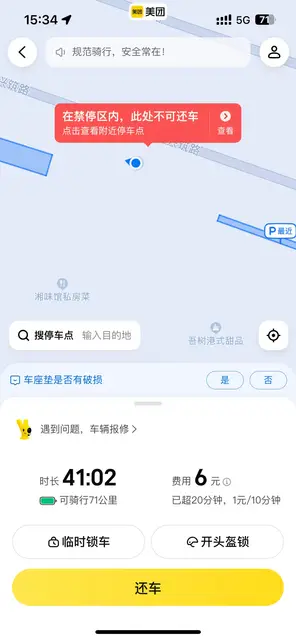 15:34
美团 美团
5G 71
规范骑行，安全常在！
在禁停区内，此处不可还车
点击查看附近停车点
查看
筑路
P 最近
湘味馆私房菜
吾树港式甜品
搜停车点 输入目的地
车座垫是否有破损
是
否
遇到问题，车辆报修
时长 41:02
费用 6 元
可骑行71公里
已超20分钟，1元/10分钟
临时锁车
开头盔锁
还车